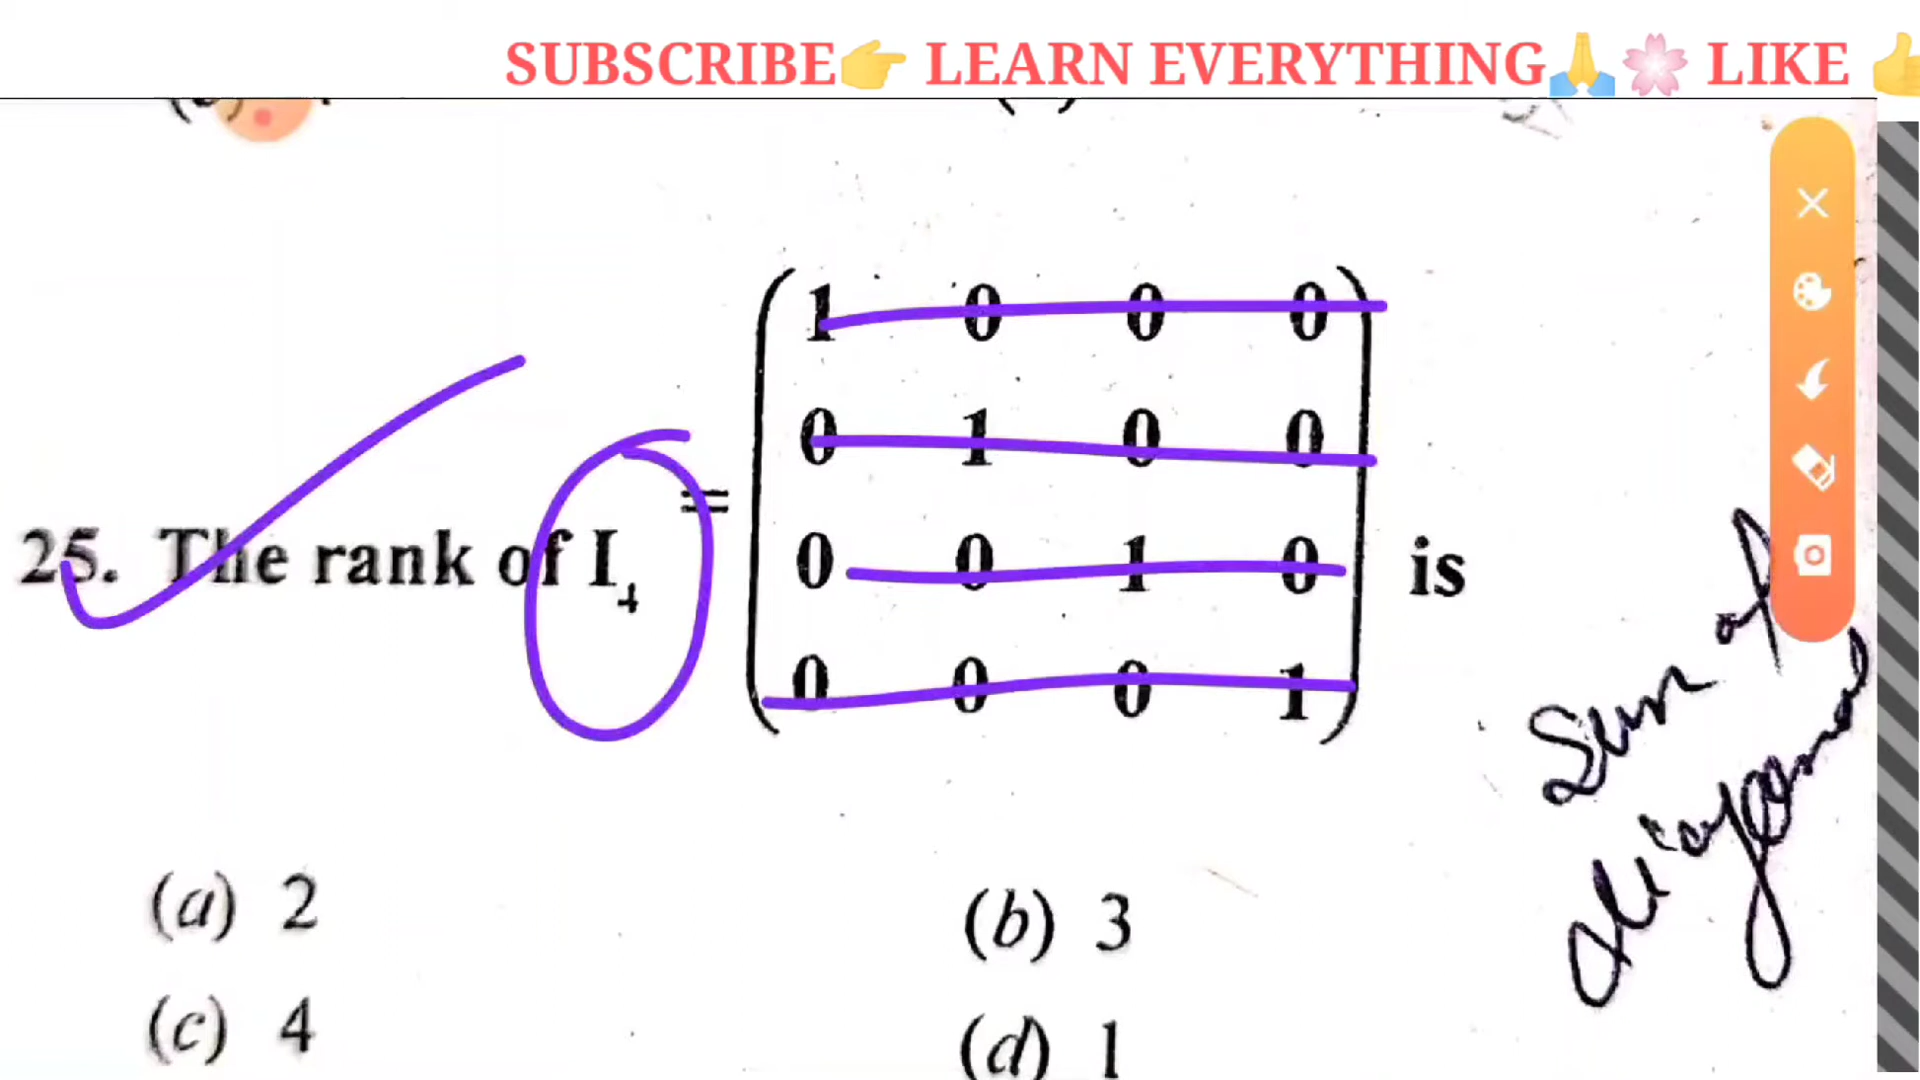 SUBSCRIBE👉 LEARN EVERYTHING🙏🌸 LIKE 👍
25. The rank of I₄ =
1 0 0 0
0 1 0 0
0 0 1 0
0 0 0 1
is
Sum of
diagonal
(a) 2
(b) 3
(c) 4
(d) 1